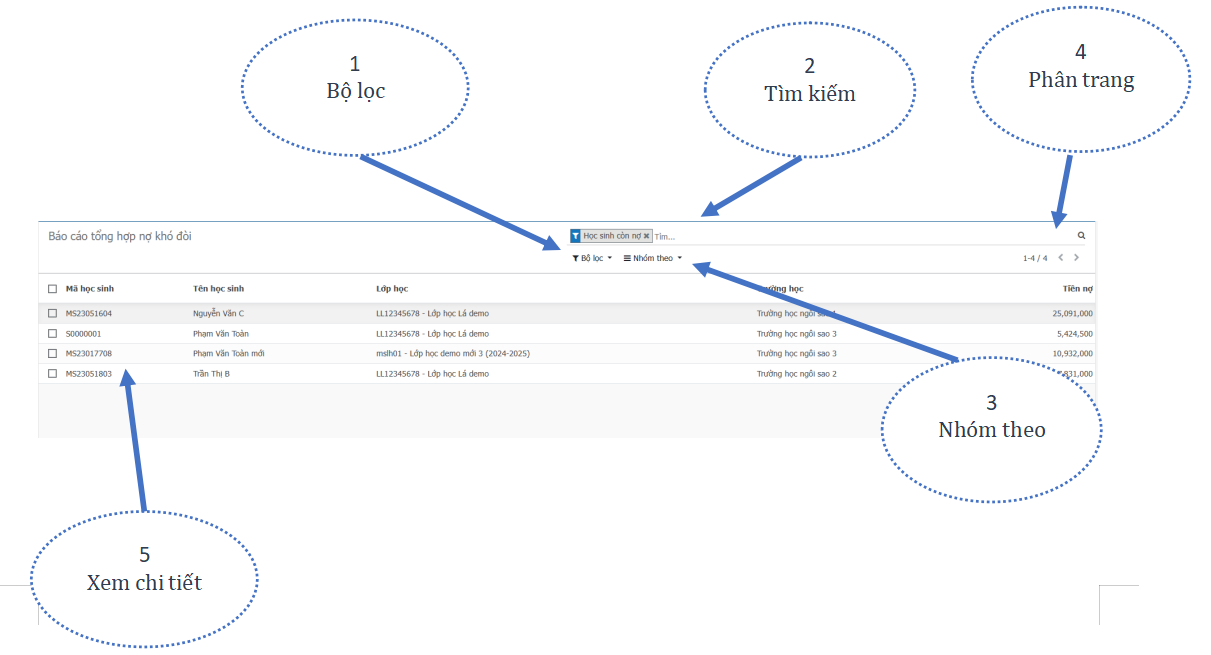 1
Bộ lọc
2
Tìm kiếm
4
Phân trang
Báo cáo tổng hợp nợ khó đòi
Học sinh còn nợ ✖ Tìm...
Bộ lọc Nhóm theo
1-4 / 4 < >
Mã học sinh Tên học sinh Lớp học Trường học Tiền nợ
MS23051604 Nguyễn Văn C LL12345678 - Lớp học Lá demo Trường học ngôi sao 25,091,000
S0000001 Phạm Văn Toàn LL12345678 - Lớp học Lá demo Trường học ngôi sao 3 5,424,500
MS23017708 Phạm Văn Toàn mới mslh01 - Lớp học demo mới 3 (2024-2025) Trường học ngôi sao 3 10,932,000
MS23051803 Trần Thị B LL12345678 - Lớp học Lá demo Trường học ngôi sao 2 831,000
3
Nhóm theo
5
Xem chi tiết